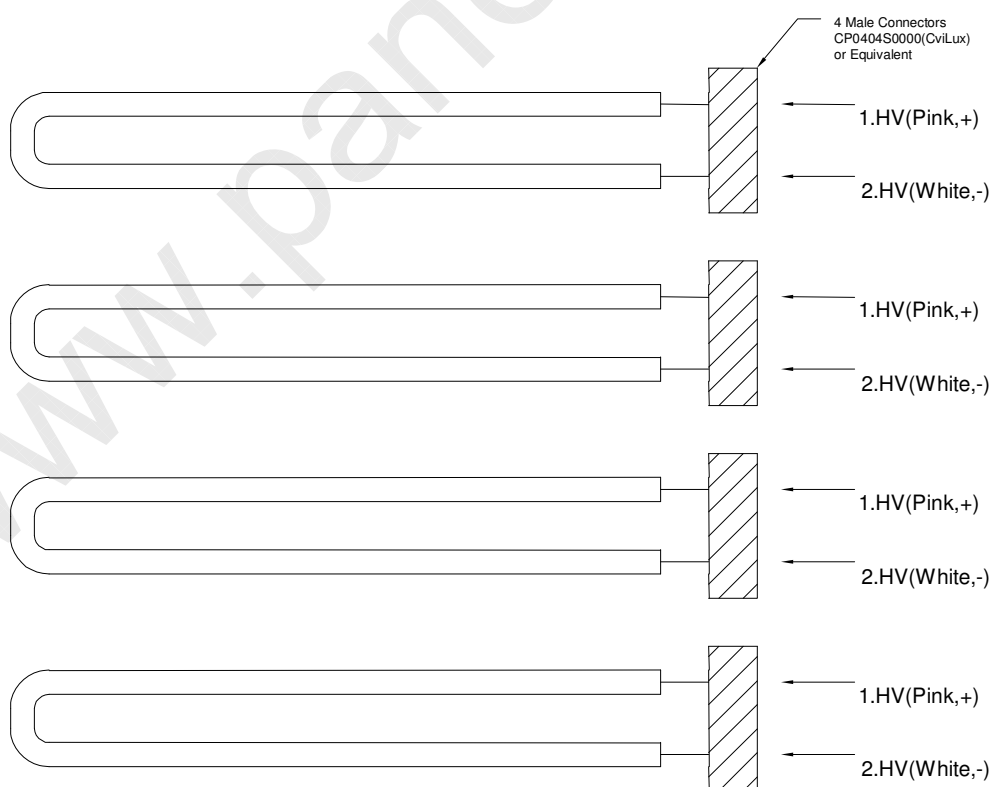 4 Male Connectors
CP0404S0000(CviLux)
or Equivalent
1.HV(Pink,+)
2.HV(White,-)
1.HV(Pink,+)
2.HV(White,-)
1.HV(Pink,+)
2.HV(White,-)
1.HV(Pink,+)
2.HV(White,-)